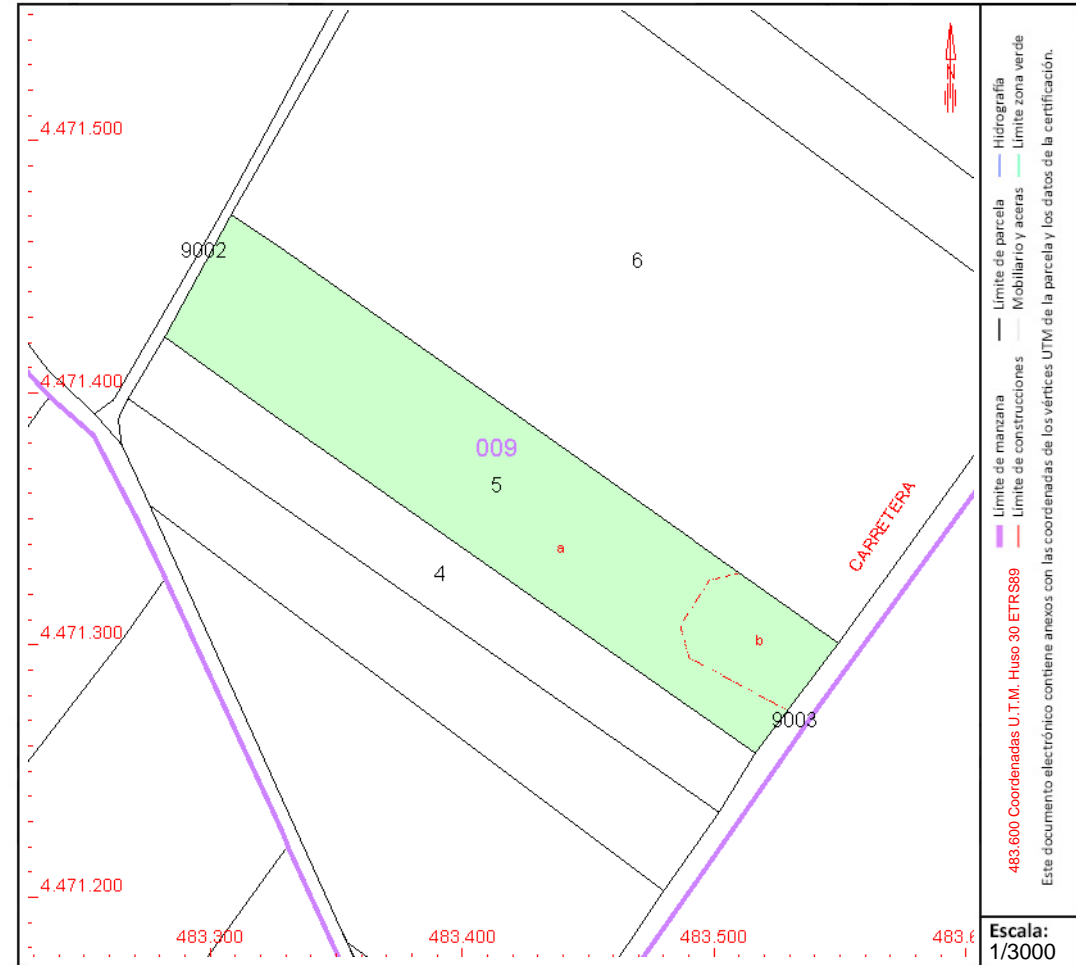 4.471.500
9002
6
4.471.400
009
5
CARRETERA
a
4
4.471.300
b
9003
4.471.200
483.300
483.400
483.500
483.6
N
Hidrografía
Límite zona verde
Límite de parcela
Mobiliario y aceras
Límite de manzana
Límite de construcciones
483.600 Coordenadas U.T.M. Huso 30 ETRS89
Este documento electrónico contiene anexos con las coordenadas de los vértices UTM de la parcela y los datos de la certificación.
Escala:
1/3000